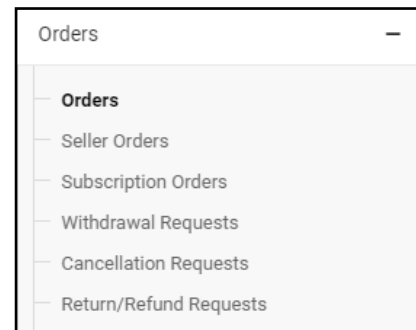 Orders
Orders
Seller Orders
Subscription Orders
Withdrawal Requests
Cancellation Requests
Return/Refund Requests